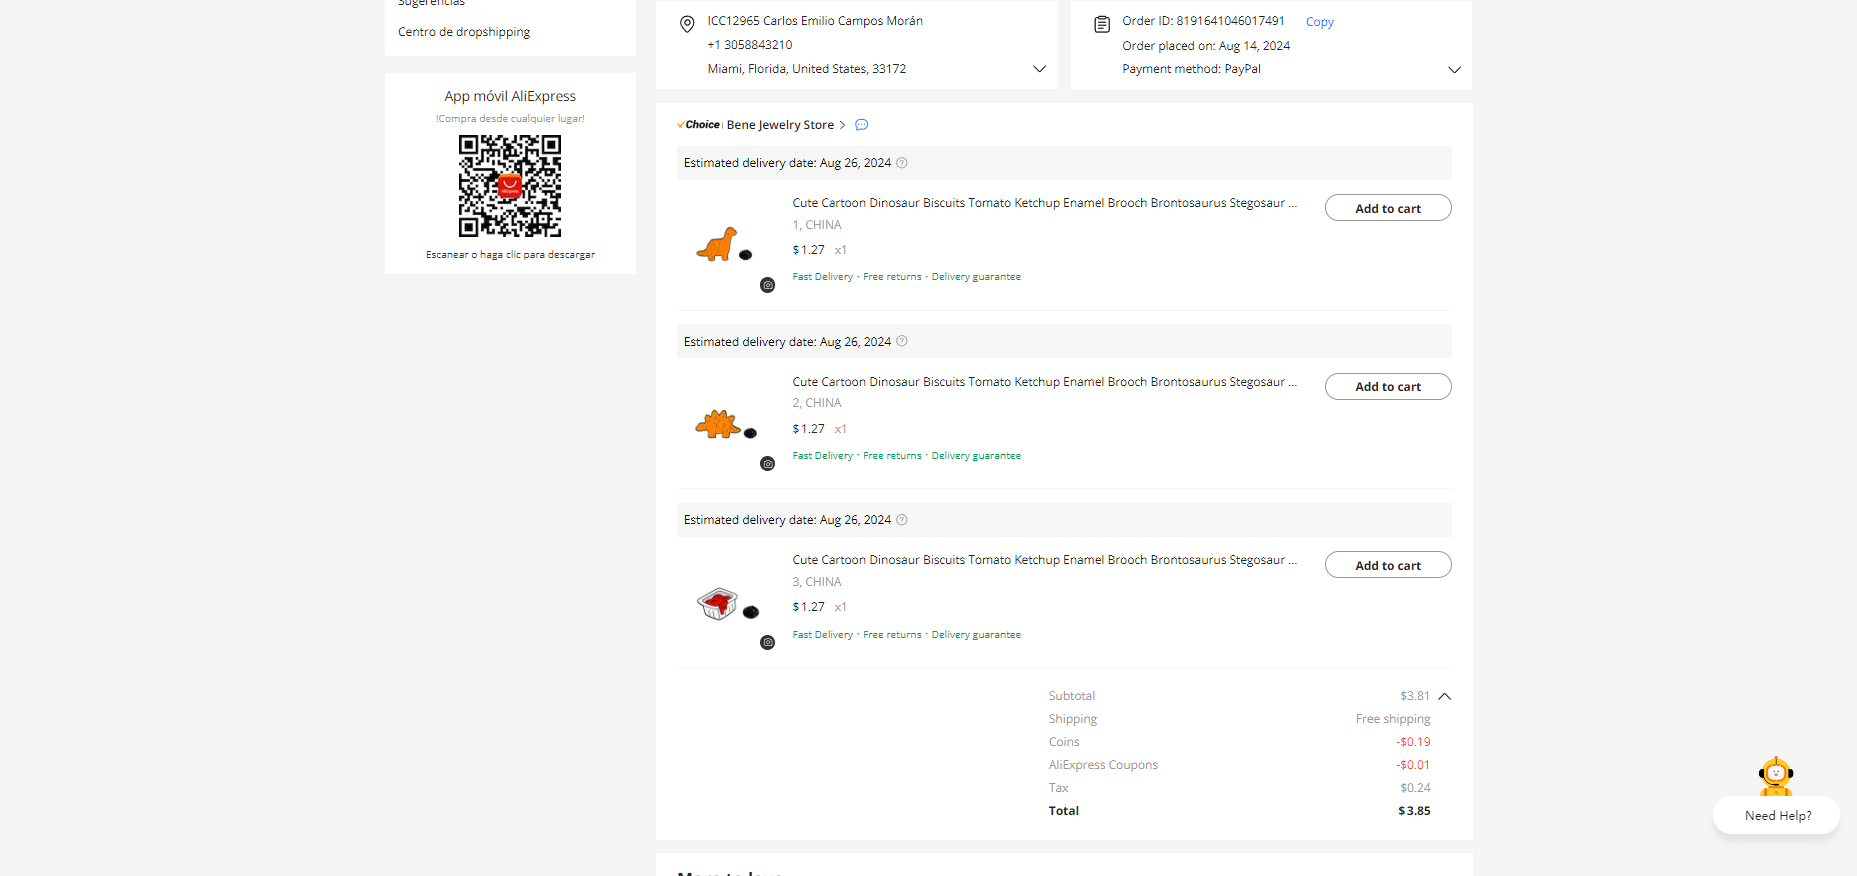 Sugerencias
Centro de dropshipping
App móvil AliExpress
!Compra desde cualquier lugar!
AliExpress
Escanear o haga clic para descargar
ICC12965 Carlos Emilio Campos Morán
+1 3058843210
Miami, Florida, United States, 33172
Order ID: 8191641046017491 Copy
Order placed on: Aug 14, 2024
Payment method: PayPal
Choice Bene Jewelry Store
Estimated delivery date: Aug 26, 2024
Cute Cartoon Dinosaur Biscuits Tomato Ketchup Enamel Brooch Brontosaurus Stegosaur ...
Add to cart
1, CHINA
$1.27 x1
Fast Delivery · Free returns · Delivery guarantee
Estimated delivery date: Aug 26, 2024
Cute Cartoon Dinosaur Biscuits Tomato Ketchup Enamel Brooch Brontosaurus Stegosaur ...
Add to cart
2, CHINA
$1.27 x1
Fast Delivery · Free returns · Delivery guarantee
Estimated delivery date: Aug 26, 2024
Cute Cartoon Dinosaur Biscuits Tomato Ketchup Enamel Brooch Brontosaurus Stegosaur ...
Add to cart
3, CHINA
$1.27 x1
Fast Delivery · Free returns · Delivery guarantee
Subtotal $3.81
Shipping Free shipping
Coins -$0.19
AliExpress Coupons -$0.01
Tax $0.24
Total $3.85
Need Help?